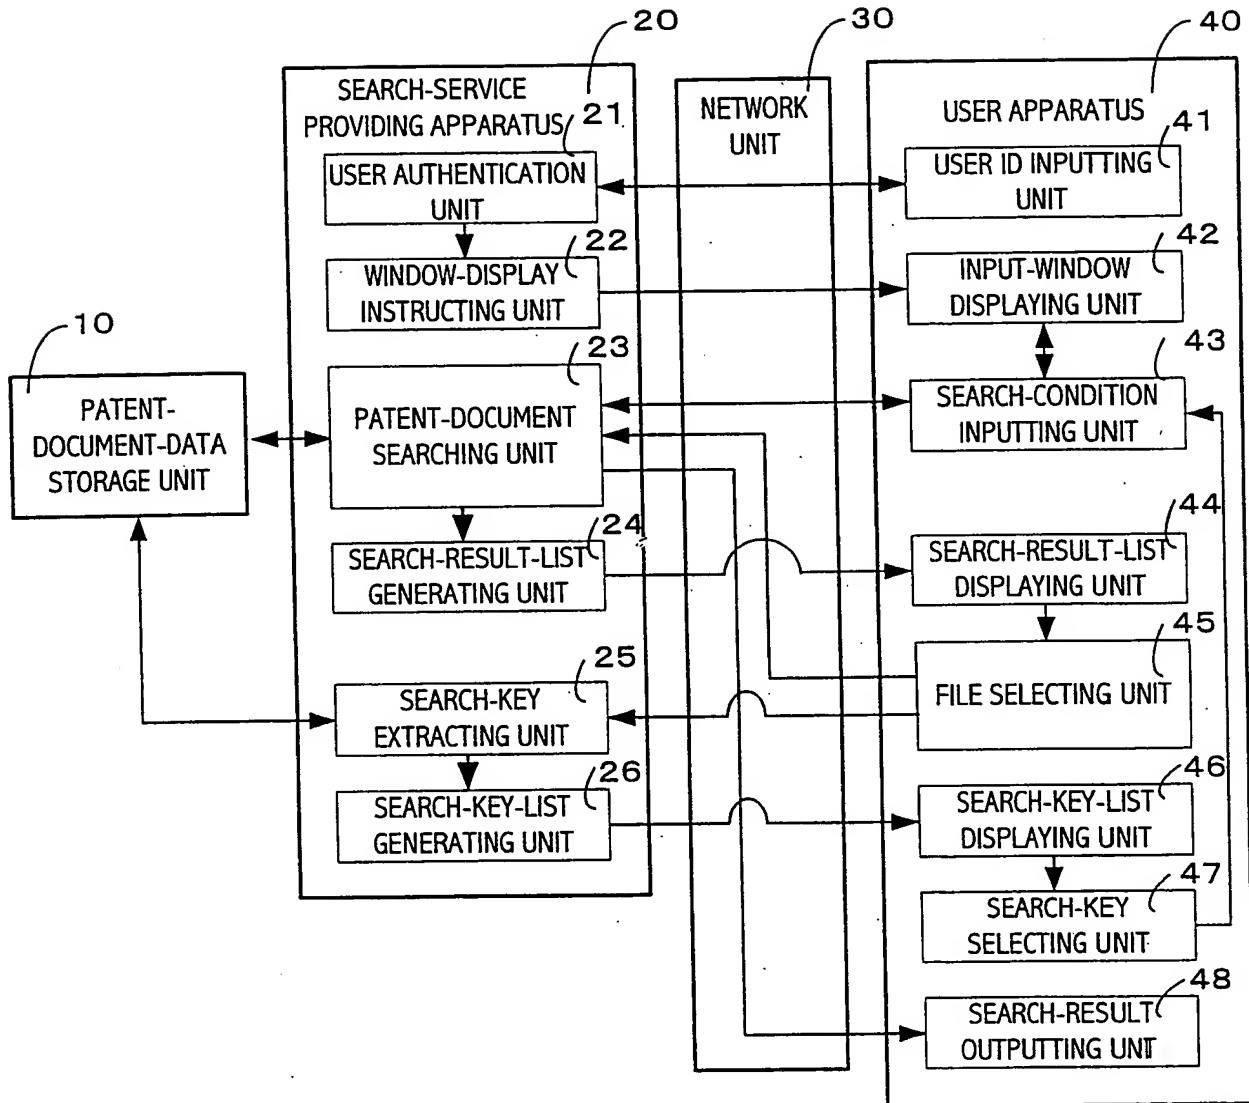 20
30
40
SEARCH-SERVICE
PROVIDING APPARATUS
21
USER AUTHENTICATION
UNIT
22
WINDOW-DISPLAY
INSTRUCTING UNIT
10
PATENT-
DOCUMENT-DATA
STORAGE UNIT
23
PATENT-DOCUMENT
SEARCHING UNIT
24
SEARCH-RESULT-LIST
GENERATING UNIT
25
SEARCH-KEY
EXTRACTING UNIT
26
SEARCH-KEY-LIST
GENERATING UNIT
NETWORK
UNIT
USER APPARATUS
41
USER ID INPUTTING
UNIT
42
INPUT-WINDOW
DISPLAYING UNIT
43
SEARCH-CONDITION
INPUTTING UNIT
44
SEARCH-RESULT-LIST
DISPLAYING UNIT
45
FILE SELECTING UNIT
46
SEARCH-KEY-LIST
DISPLAYING UNIT
47
SEARCH-KEY
SELECTING UNIT
48
SEARCH-RESULT
OUTPUTTING UNIT